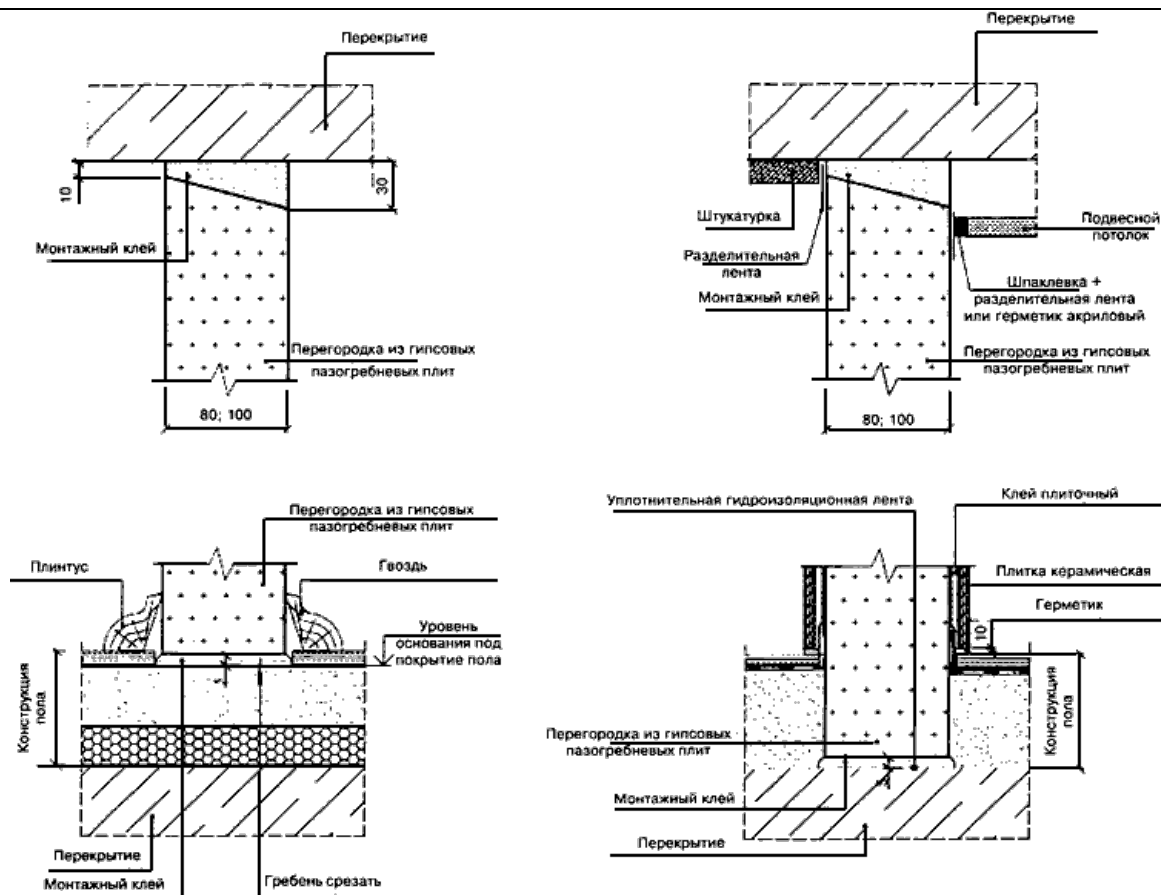 Перекрытие
10
30
Монтажный клей
Перегородка из гипсовых
пазогребневых плит
80; 100
Перекрытие
Штукатурка
Разделительная
лента
Монтажный клей
Подвесной
потолок
Шпаклевка +
разделительная лента
или герметик акриловый
Перегородка из гипсовых
пазогребневых плит
80; 100
Перегородка из гипсовых
пазогребневых плит
Плинтус
Гвоздь
Уровень
основания под
покрытие пола
Конструкция
пола
Перекрытие
Монтажный клей
Гребень срезать
Уплотнительная гидроизоляционная лента
Клей плиточный
Плитка керамическая
Герметик
10
Конструкция
пола
Перегородка из гипсовых
пазогребневых плит
Монтажный клей
Перекрытие